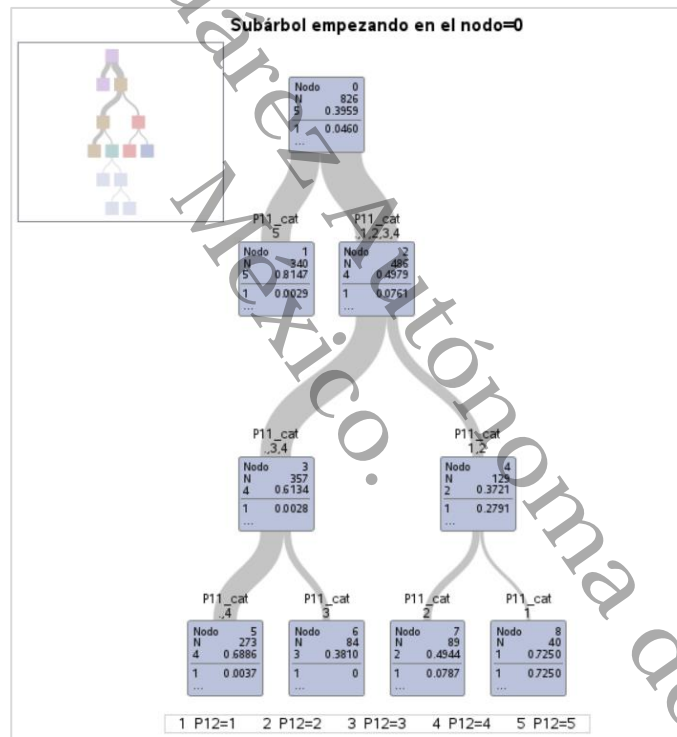 Subárbol empezando en el nodo=0
Nodo 0
N 826
5 0.3959
1 0.0460
...
P11_cat
5
P11_cat
.,1,2,3,4
Nodo 1
N 340
5 0.8147
1 0.0029
...
Nodo 2
N 486
4 0.4979
1 0.0761
...
P11_cat
.,3,4
P11_cat
1,2
Nodo 3
N 357
4 0.6134
1 0.0028
...
Nodo 4
N 129
2 0.3721
1 0.2791
...
P11_cat
.,4
P11_cat
3
P11_cat
2
P11_cat
1
Nodo 5
N 273
4 0.6886
1 0.0037
...
Nodo 6
N 84
3 0.3810
1 0
...
Nodo 7
N 89
2 0.4944
1 0.0787
...
Nodo 8
N 40
1 0.7250
1 0.7250
...
1 P12=1 2 P12=2 3 P12=3 4 P12=4 5 P12=5
Autónoma de
México.